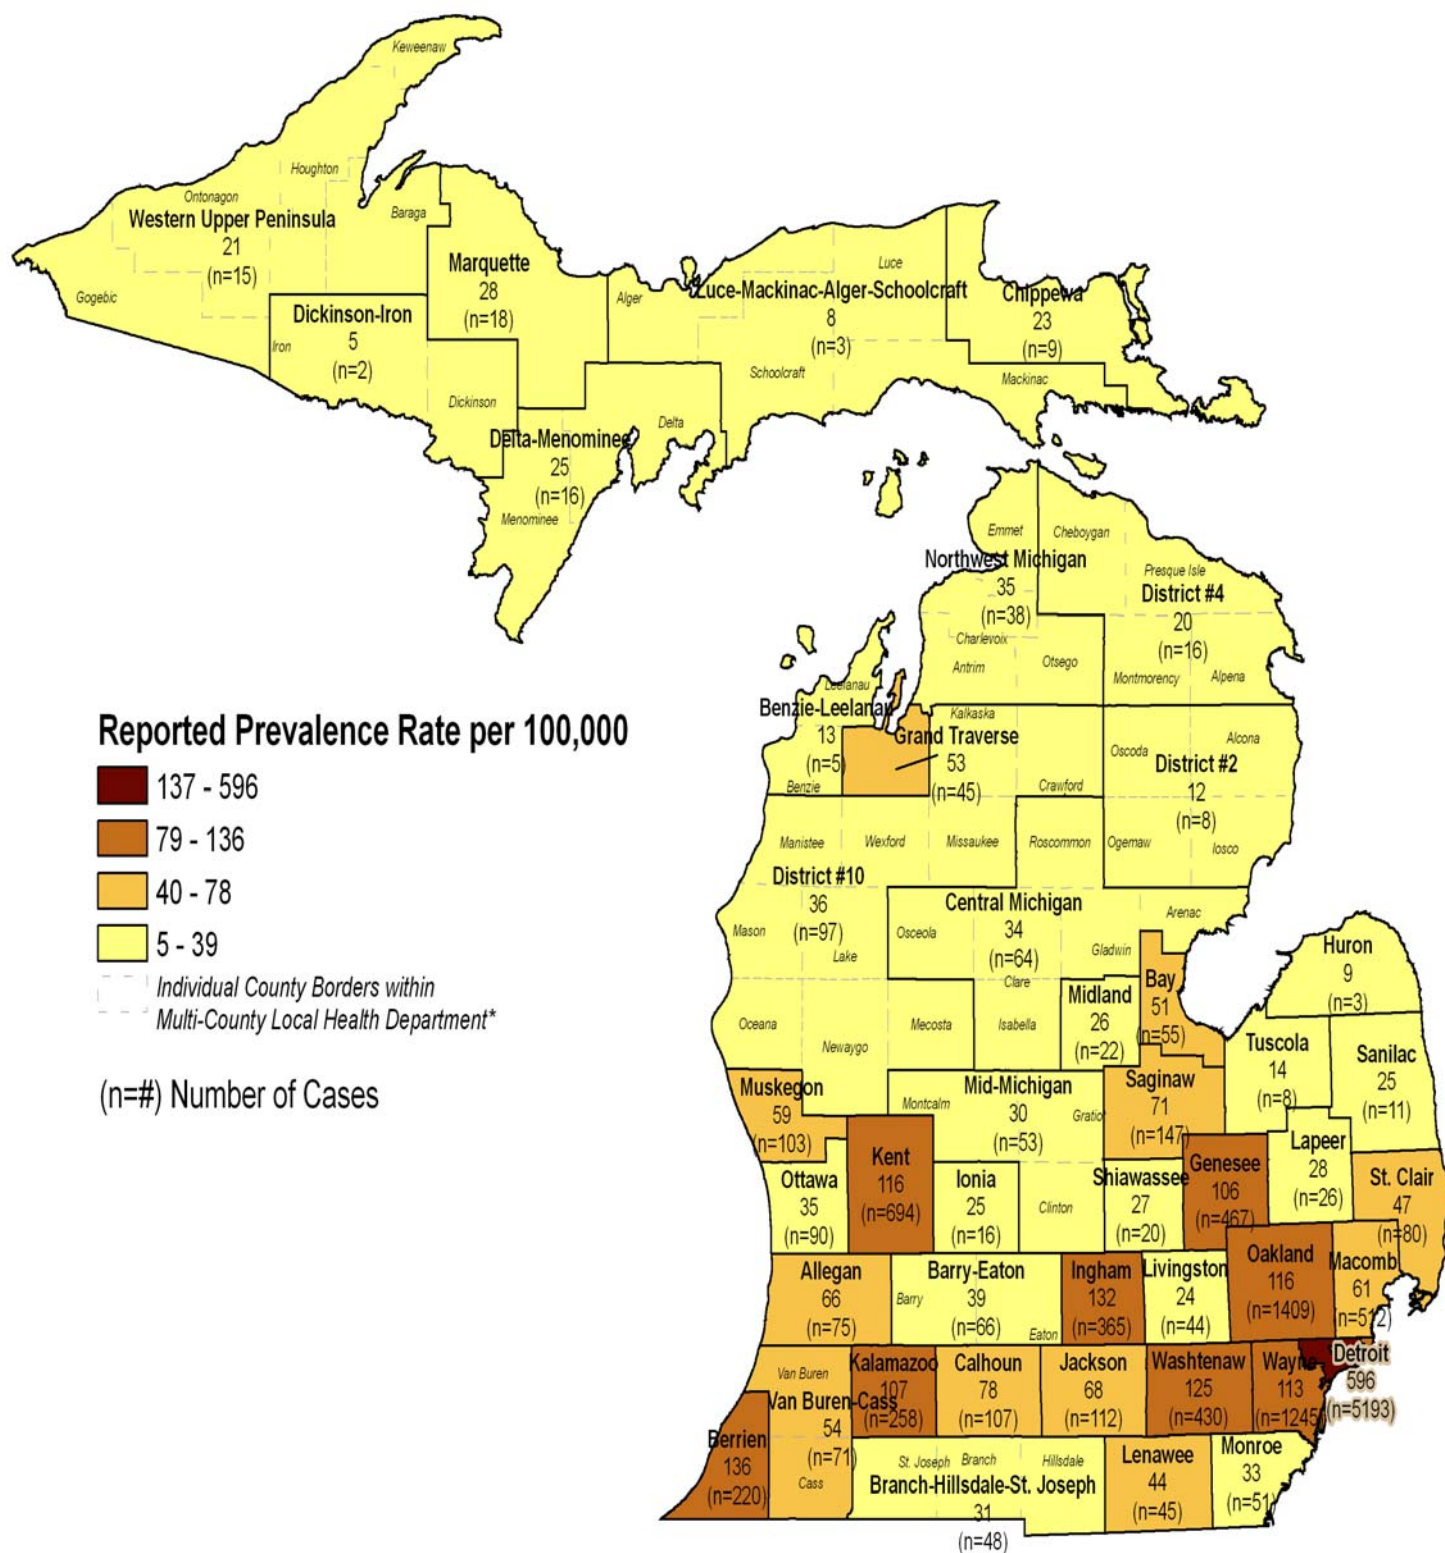 Keweenaw
Houghton
Ontonagon
Baraga
Western Upper Peninsula
21
(n=15)
Gogebic
Marquette
28
(n=18)
Dickinson-Iron
5
(n=2)
Iron
Dickinson
Alger
Luce
Luce-Mackinac-Alger-Schoolcraft
8
(n=3)
Schoolcraft
Chippewa
23
(n=9)
Mackinac
Delta
Delta-Menominee
25
(n=16)
Menominee
Emmet
Cheboygan
Northwest Michigan
35
(n=38)
Charlevoix
Antrim
Otsego
Presque Isle
District #4
20
(n=16)
Montmorency
Alpena
Leelanau
Benzie-Leelanau
13
(n=5)
Benzie
Kalkaska
Grand Traverse
53
(n=45)
Crawford
Oscoda
Alcona
District #2
12
(n=8)
Ogemaw
Iosco
Reported Prevalence Rate per 100,000
137 - 596
79 - 136
40 - 78
5 - 39
Individual County Borders within
Multi-County Local Health Department*
(n=#) Number of Cases
Manistee
Wexford
Missaukee
Roscommon
District #10
36
(n=97)
Mason
Lake
Oceana
Newaygo
Mecosta
Central Michigan
34
(n=64)
Osceola
Gladwin
Arenac
Clare
Isabella
Midland
26
(n=22)
Bay
51
(n=55)
Huron
9
(n=3)
Tuscola
14
(n=8)
Sanilac
25
(n=11)
Muskegon
59
(n=103)
Montcalm
Mid-Michigan
30
(n=53)
Gratiot
Clinton
Saginaw
71
(n=147)
Kent
116
(n=694)
Ottawa
35
(n=90)
Ionia
25
(n=16)
Shiawassee
27
(n=20)
Genesee
106
(n=467)
Lapeer
28
(n=26)
St. Clair
47
(n=80)
Allegan
66
(n=75)
Barry-Eaton
Barry
39
(n=66)
Eaton
Ingham
132
(n=365)
Livingston
24
(n=44)
Oakland
116
(n=1409)
Macomb
61
(n=512)
Van Buren
Van Buren-Cass
54
(n=71)
Cass
Kalamazoo
107
(n=258)
Calhoun
78
(n=107)
Jackson
68
(n=112)
Washtenaw
125
(n=430)
Wayne
113
(n=1245)
Detroit
596
(n=5193)
Berrien
136
(n=220)
St. Joseph
Branch
Hillsdale
Branch-Hillsdale-St. Joseph
31
(n=48)
Lenawee
44
(n=45)
Monroe
33
(n=51)